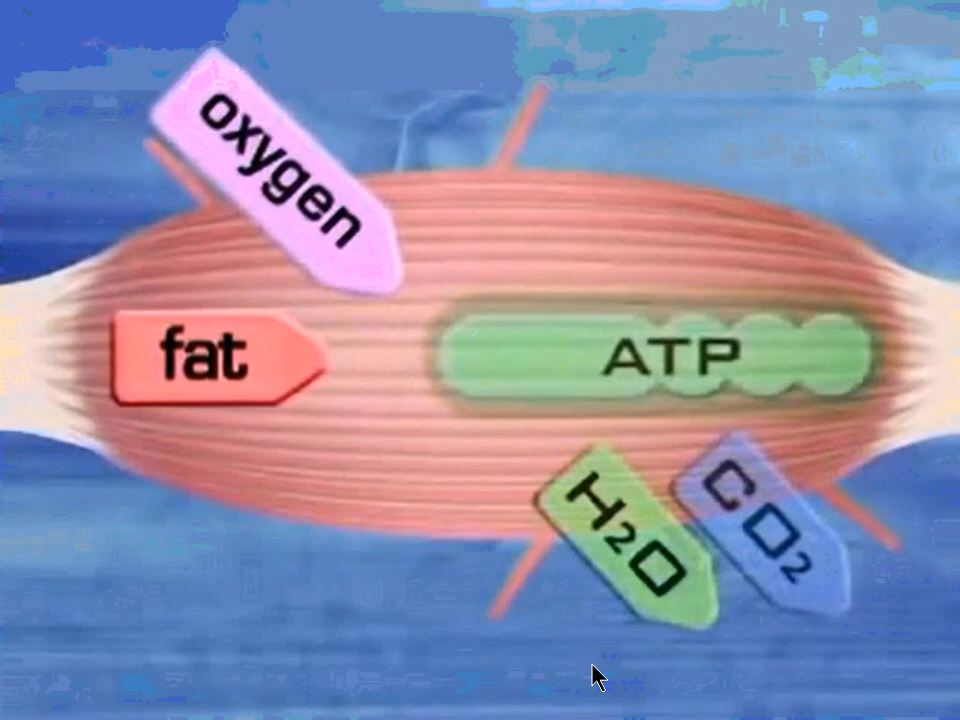 oxygen
fat
ATP
H₂O
CO₂